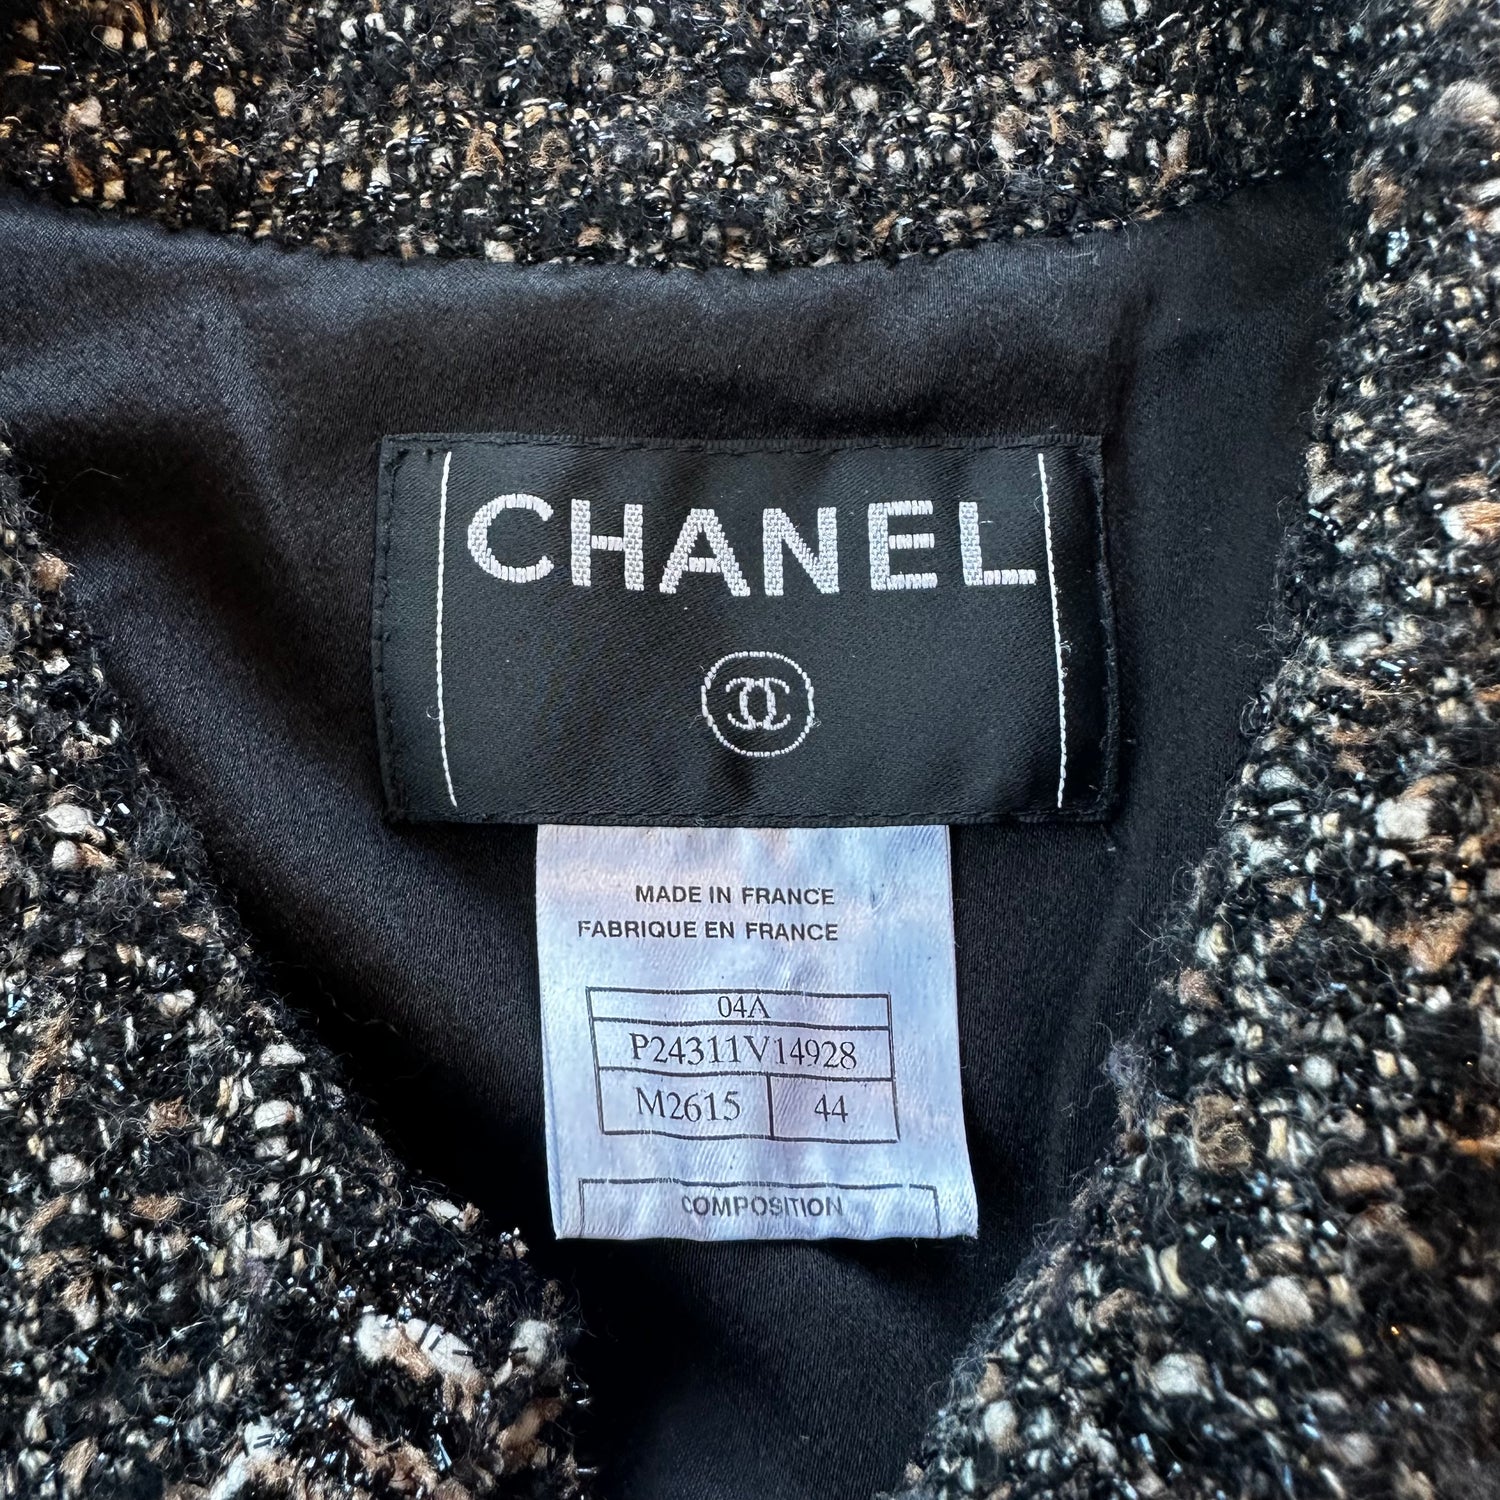 CHANEL
MADE IN FRANCE
FABRIQUE EN FRANCE
04A
P24311V14928
M2615 44
COMPOSITION